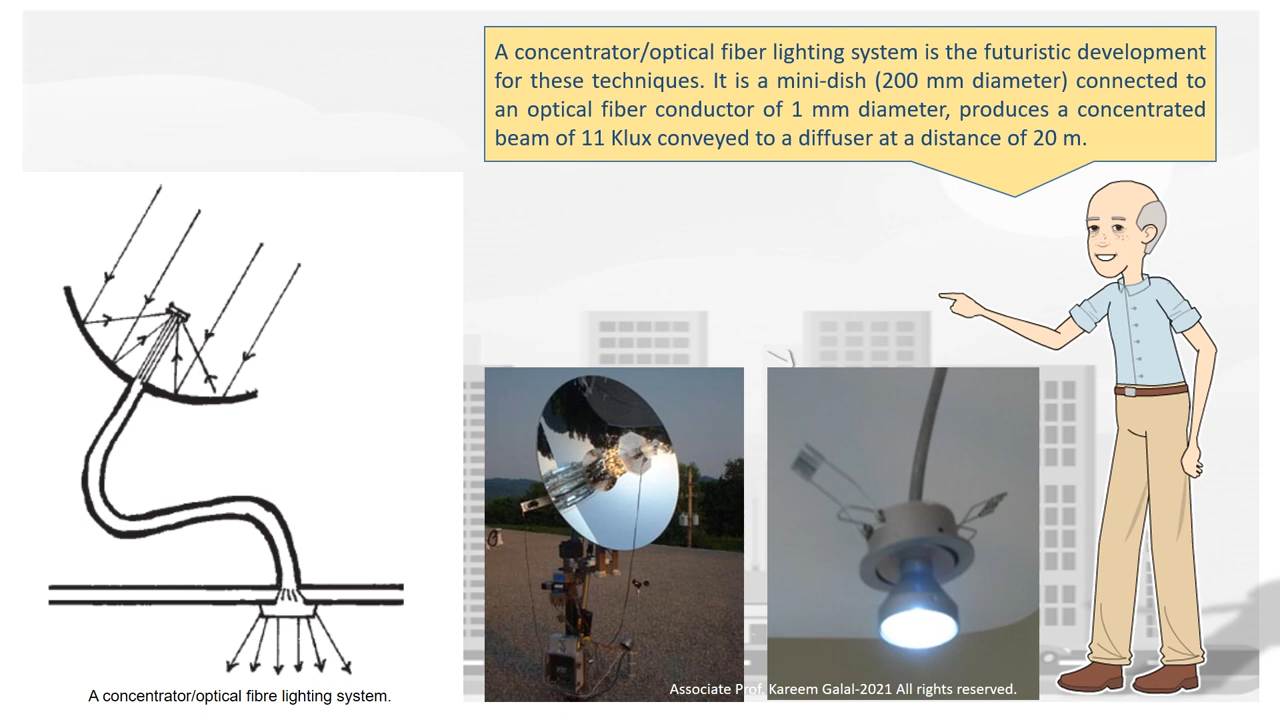 A concentrator/optical fiber lighting system is the futuristic development
for these techniques. It is a mini-dish (200 mm diameter) connected to
an optical fiber conductor of 1 mm diameter, produces a concentrated
beam of 11 Klux conveyed to a diffuser at a distance of 20 m.
A concentrator/optical fibre lighting system.
Associate Prof. Kareem Galal-2021 All rights reserved.